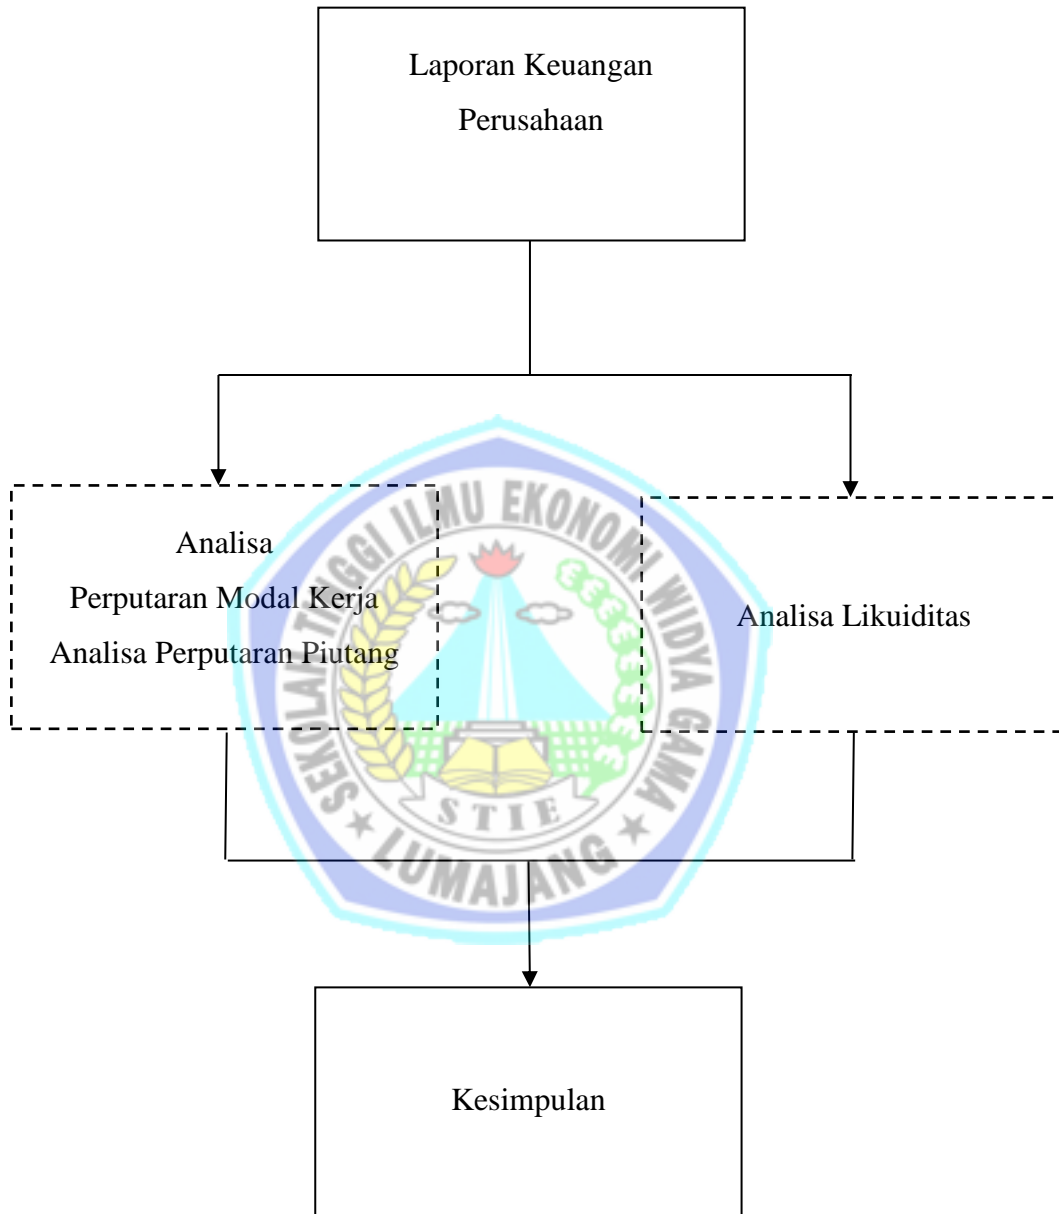 Laporan Keuangan
Perusahaan
Analisa
Perputaran Modal Kerja
Analisa Perputaran Piutang
Analisa Likuiditas
SEKOLAH TINGGI ILMU EKONOMI WIDYA GAMA
STIE
LUMAJANG
Kesimpulan